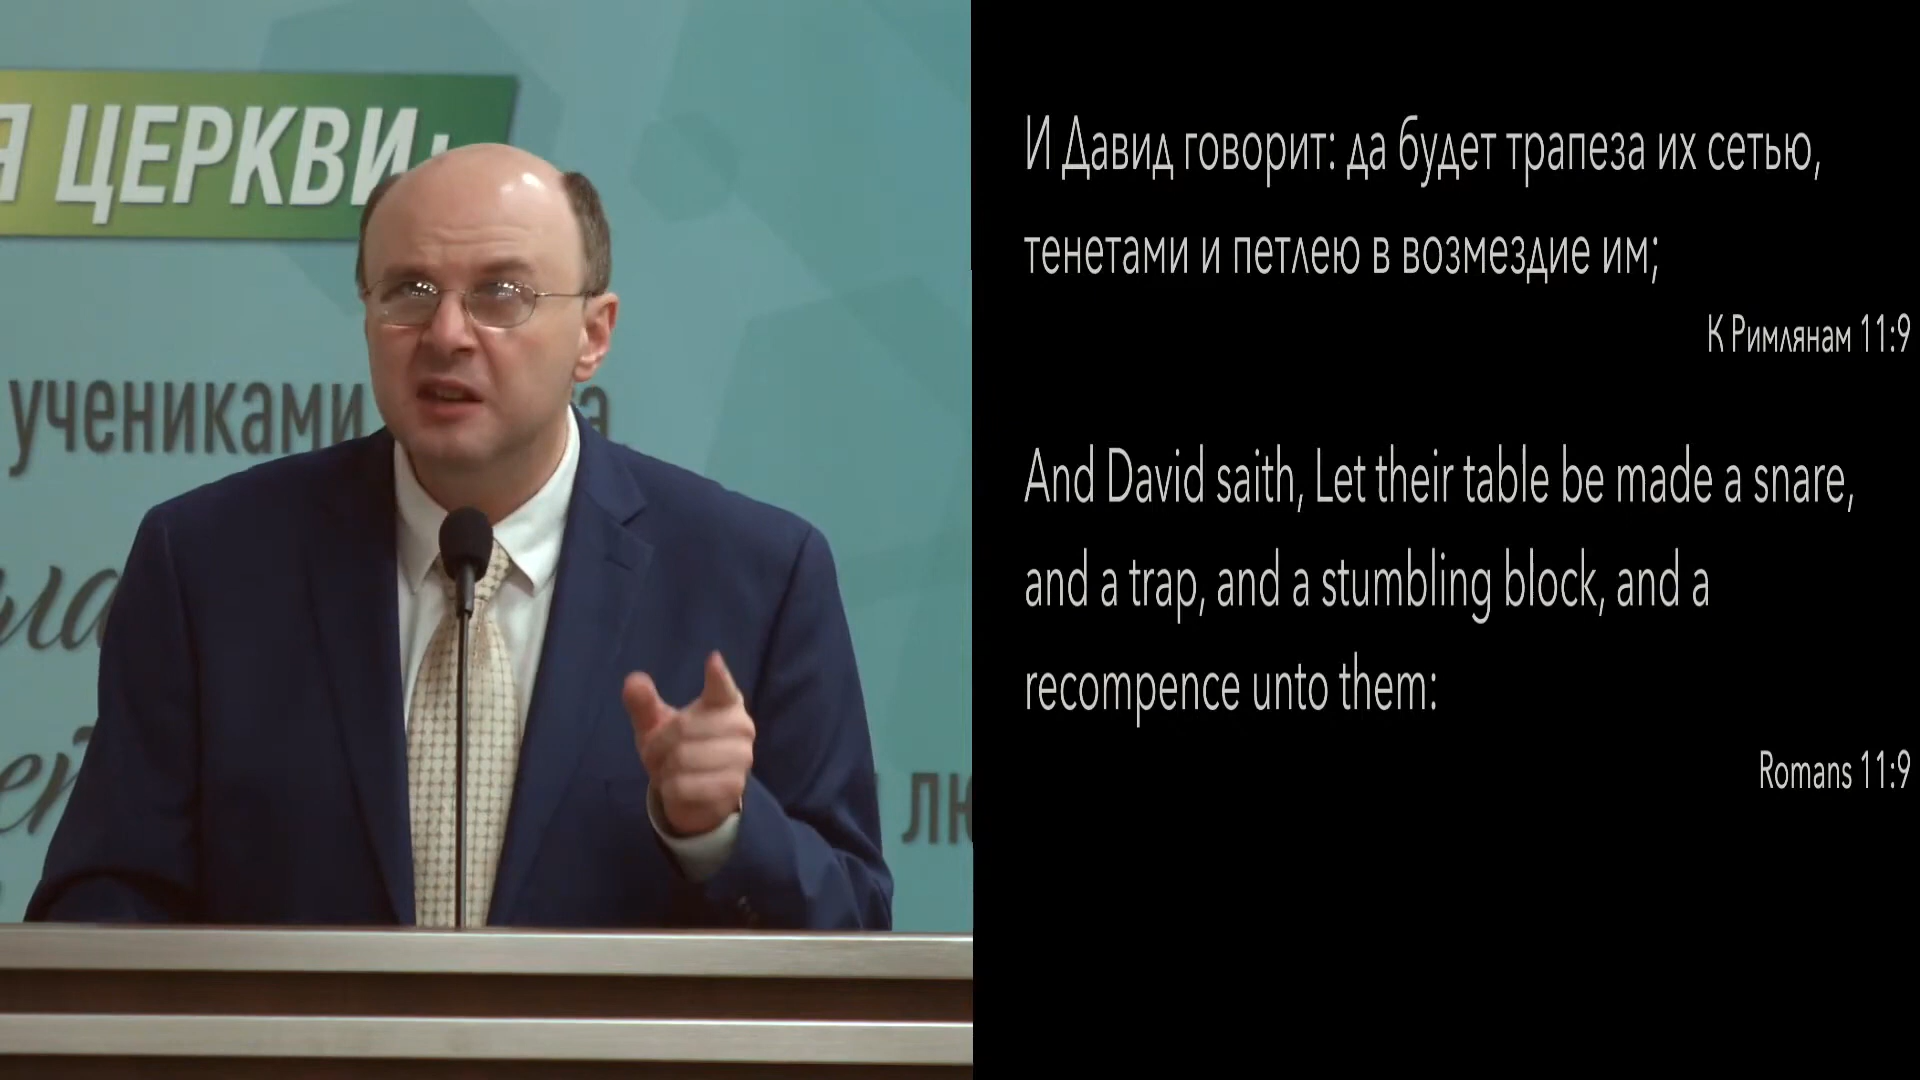 Я ЦЕРКВИ:
учениками
И Давид говорит: да будет трапеза их сетью,
тенетами и петлею в возмездие им;
К Римлянам 11:9
And David saith, Let their table be made a snare,
and a trap, and a stumbling block, and a
recompence unto them:
Romans 11:9